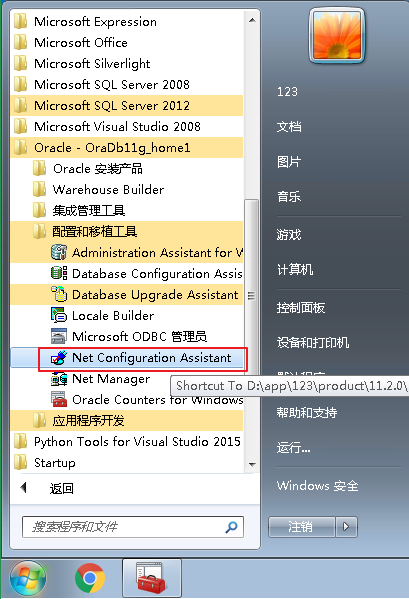 Microsoft Expression
Microsoft Office
Microsoft Silverlight
Microsoft SQL Server 2008
Microsoft SQL Server 2012
Microsoft Visual Studio 2008
Oracle - OraDb11g_home1
Oracle 安装产品
Warehouse Builder
集成管理工具
配置和移植工具
Administration Assistant for W
Database Configuration Assis
Database Upgrade Assistant
Locale Builder
Microsoft ODBC 管理员
Net Configuration Assistant
Net Manager
Oracle Counters for Windows
应用程序开发
Python Tools for Visual Studio 2015
Startup
返回
搜索程序和文件
123
文档
图片
音乐
游戏
计算机
控制面板
设备和打印机
Shortcut To D:\app\123\product\11.2.0\
帮助和支持
运行...
Windows 安全
注销